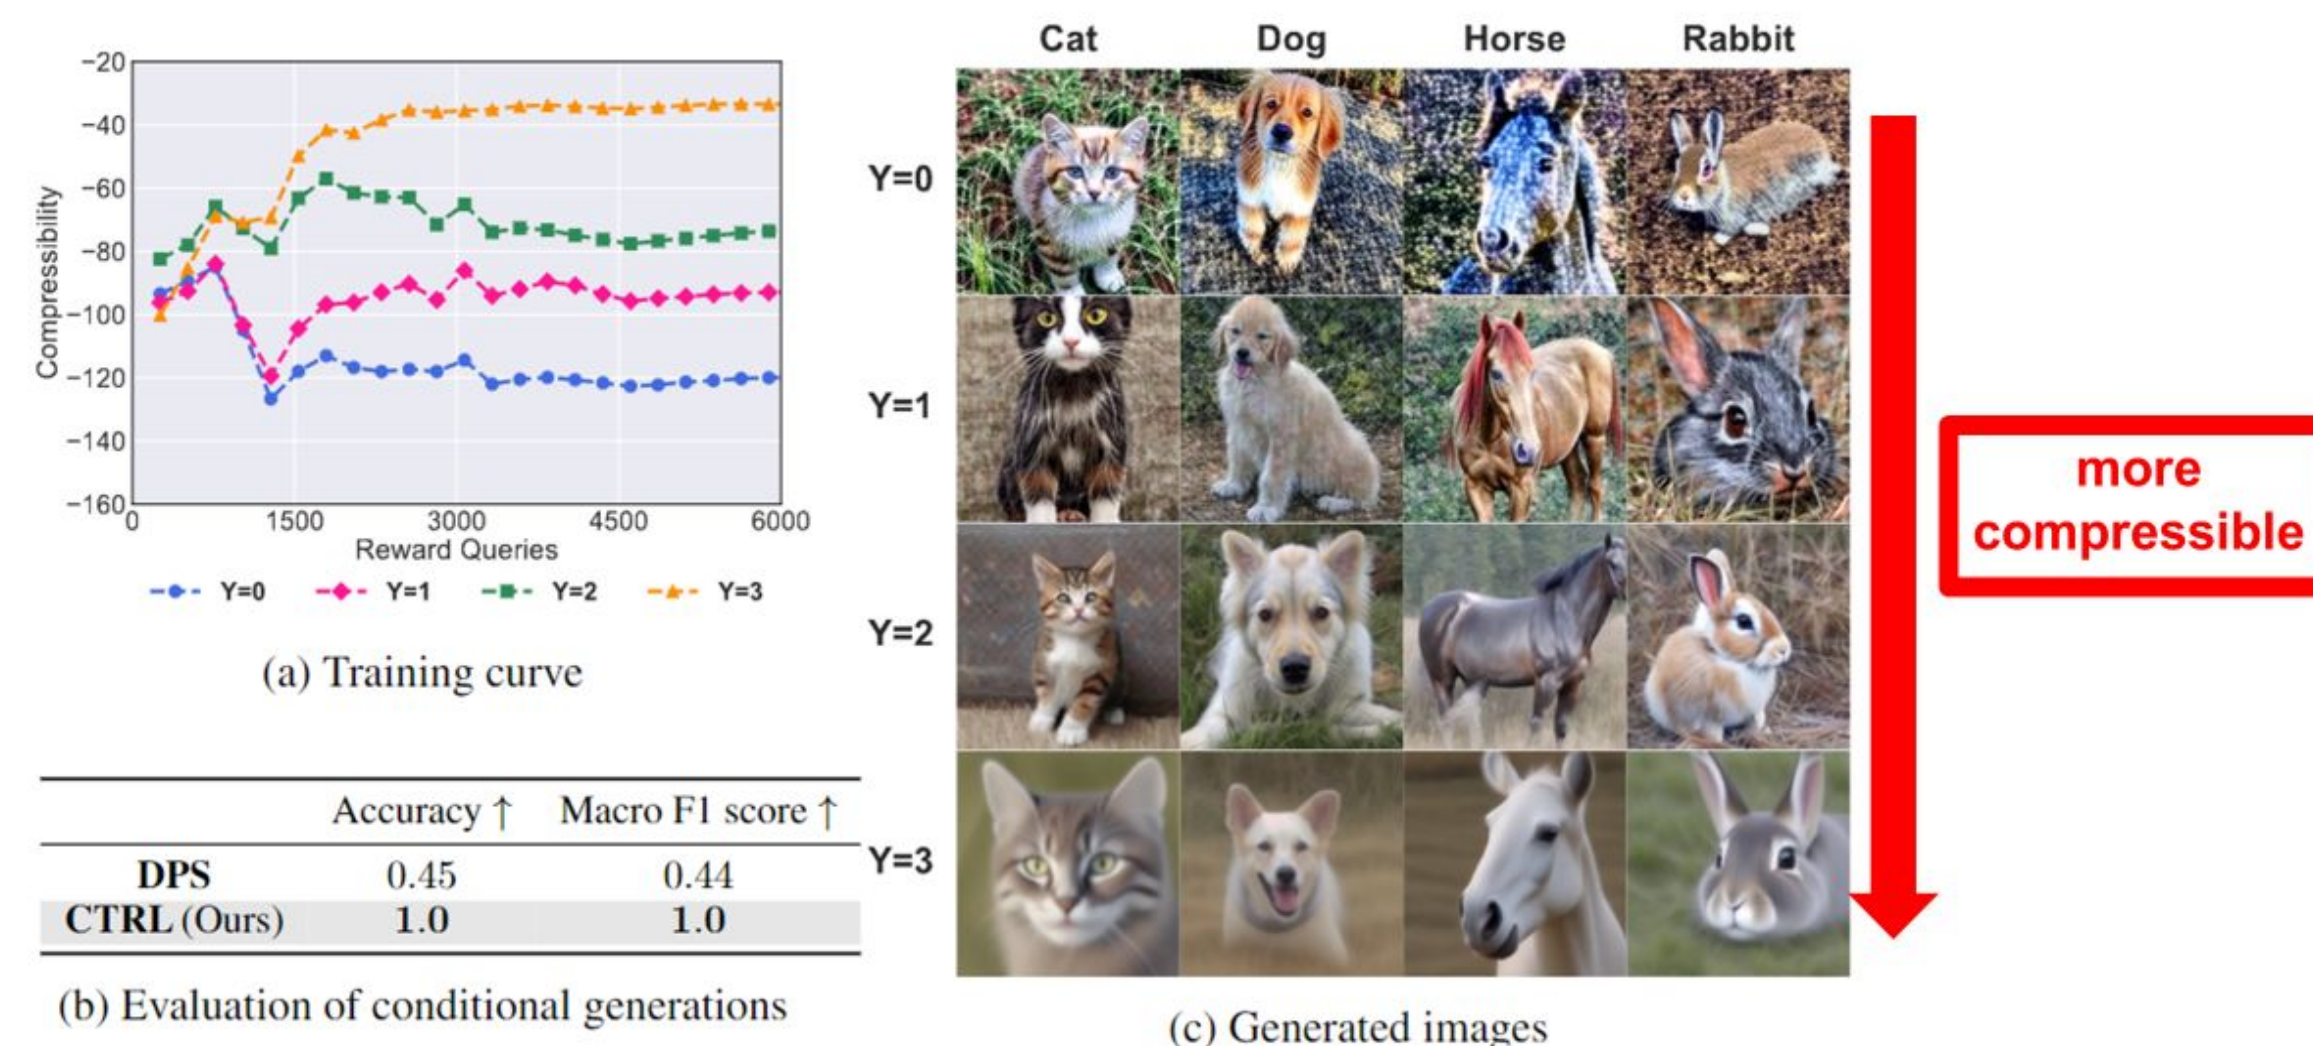 −20
−40
−60
−80
−100
−120
−140
−160
Compressibility
0 1500 3000 4500 6000
Reward Queries
Y=0 Y=1 Y=2 Y=3
(a) Training curve
Accuracy ↑ Macro F1 score ↑
DPS 0.45 0.44
CTRL (Ours) 1.0 1.0
(b) Evaluation of conditional generations
Cat Dog Horse Rabbit
Y=0
Y=1
Y=2
Y=3
more
compressible
(c) Generated images